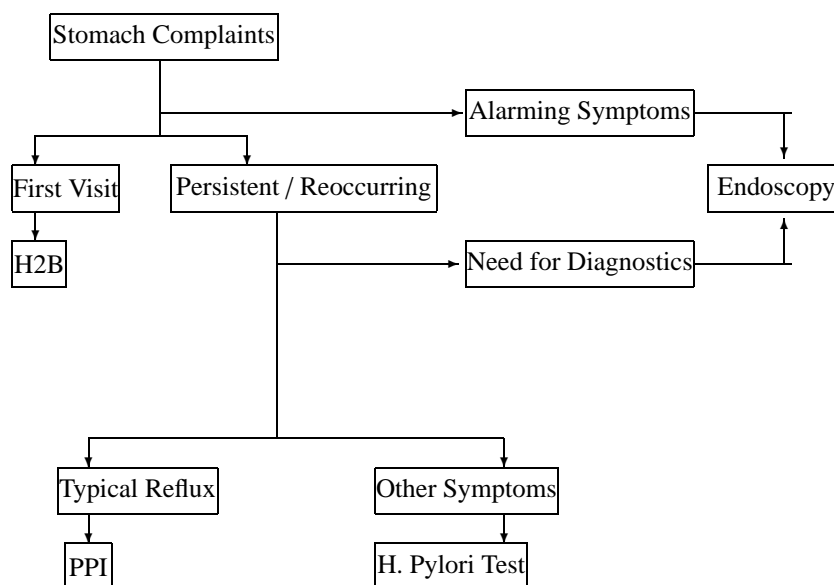 Stomach Complaints
Alarming Symptoms
First Visit
Persistent / Reoccurring
Endoscopy
H2B
Need for Diagnostics
Typical Reflux
Other Symptoms
PPI
H. Pylori Test